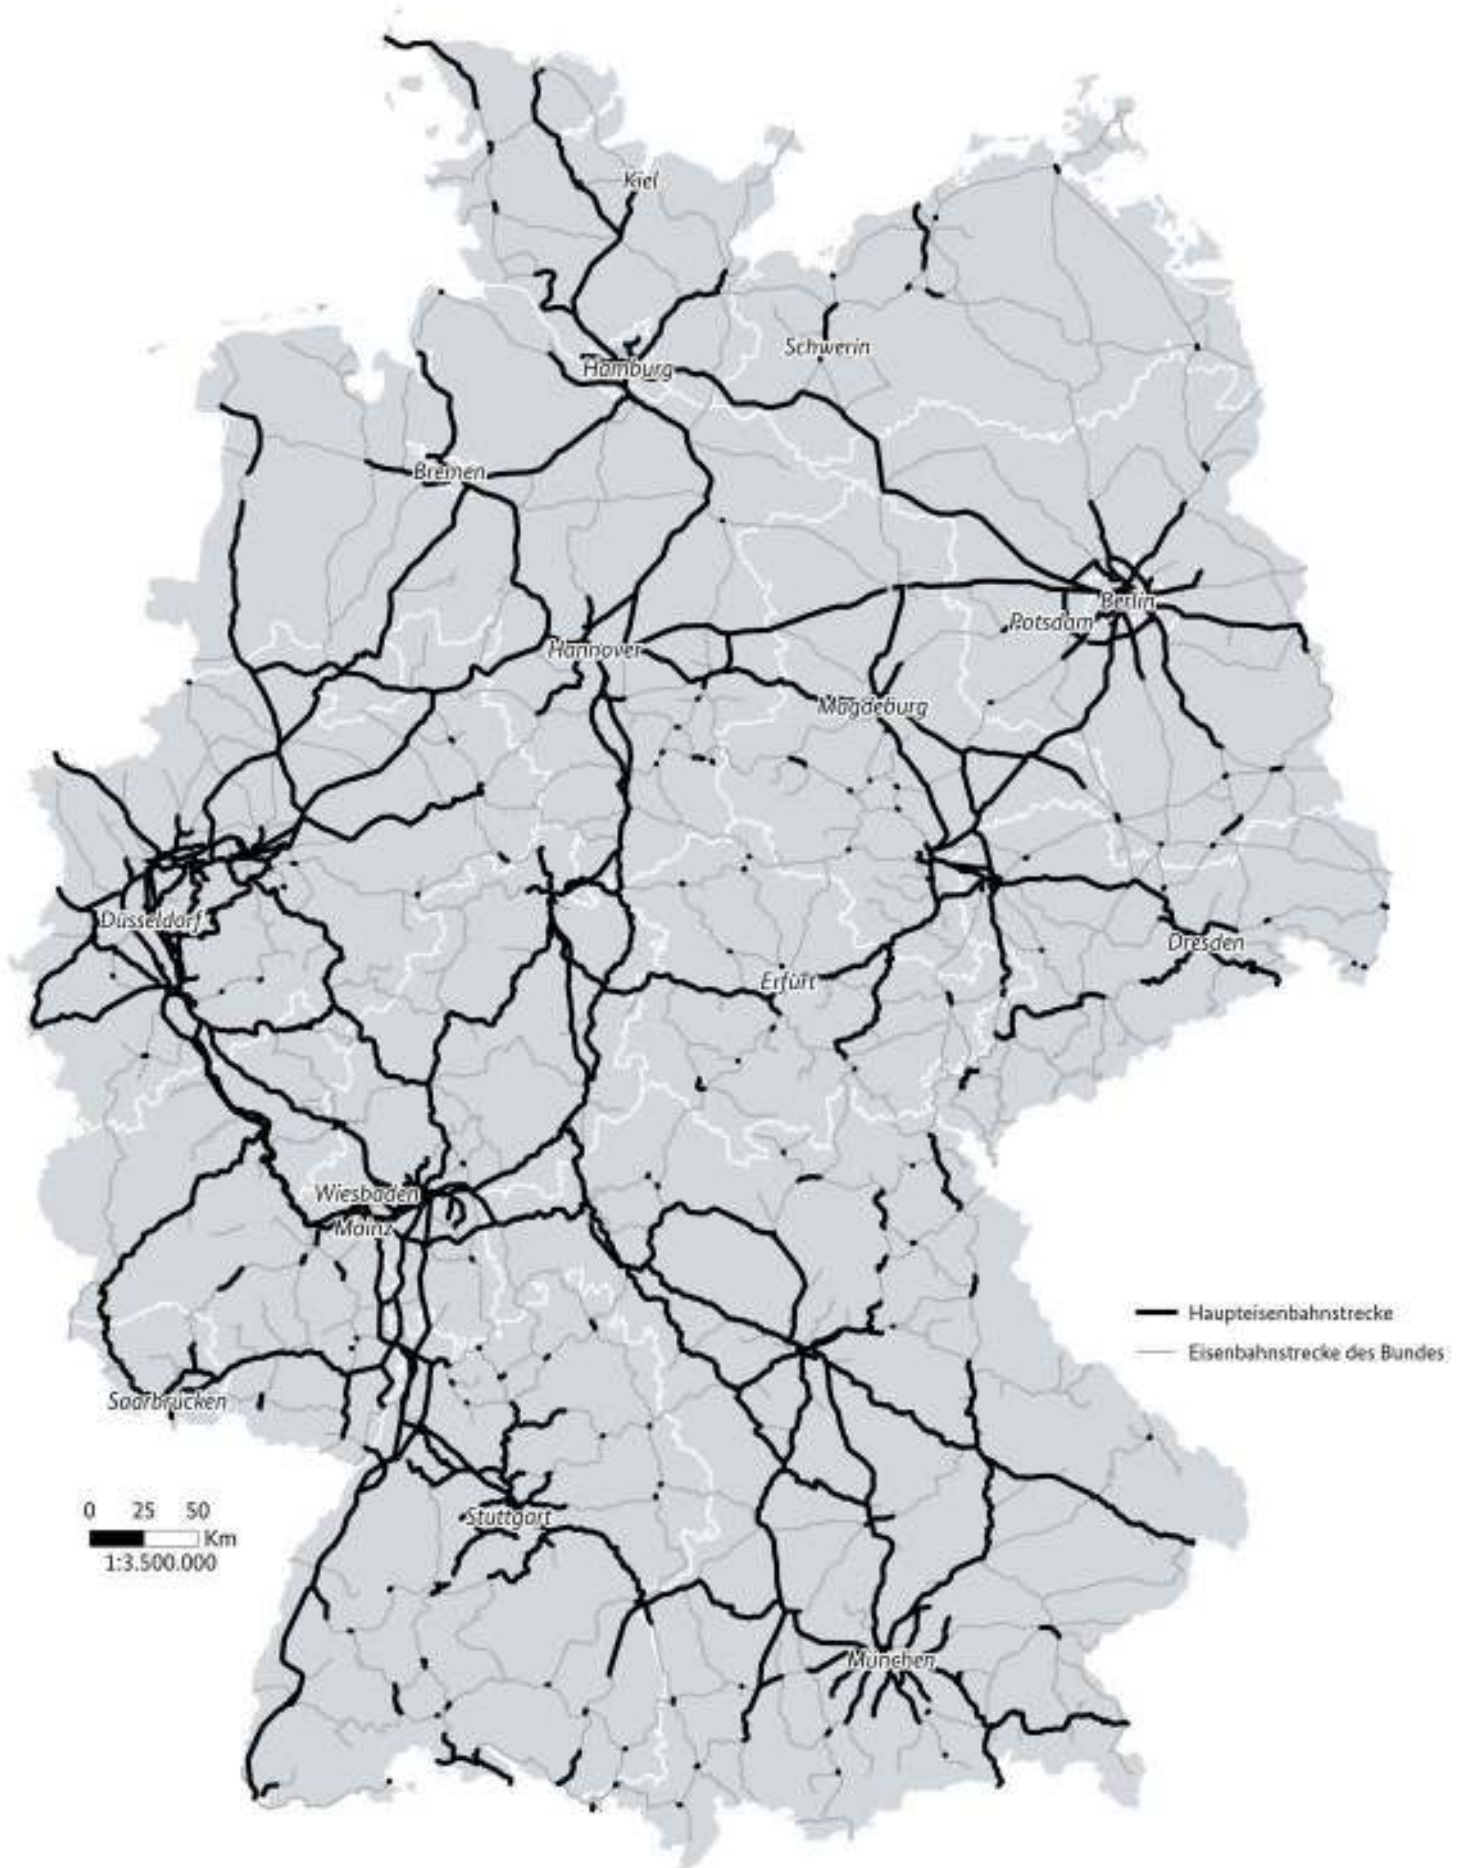 Kiel
Schwerin
Hamburg
Bremen
Berlin
Potsdam
Hannover
Magdeburg
Düsseldorf
Dresden
Erfurt
Wiesbaden
Mainz
Haupteisenbahnstrecke
Eisenbahnstrecke des Bundes
Saarbrücken
0 25 50
Km
1:3.500.000
Stuttgart
München